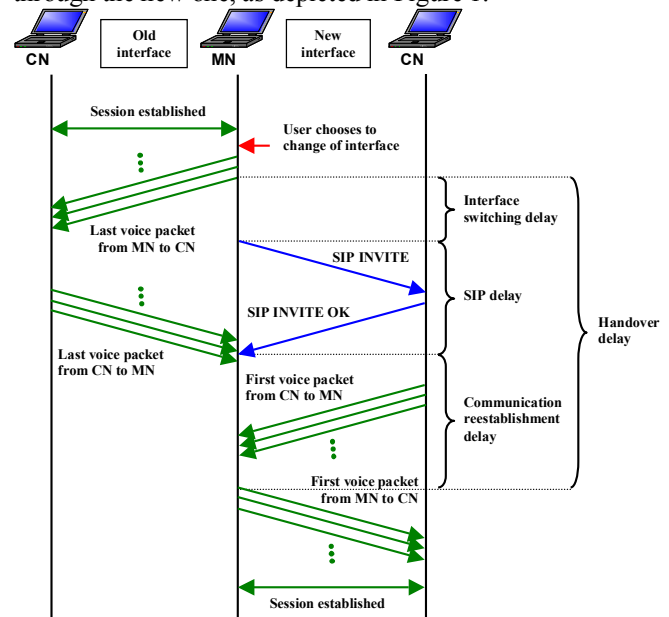 through the new one, as depicted in Figure 1.
Old
interface
New
interface
CN
MN
CN
Session established
User chooses to
change of interface
Interface
switching delay
Last voice packet
from MN to CN
SIP INVITE
SIP INVITE OK
SIP delay
Handover
delay
Last voice packet
from CN to MN
First voice packet
from CN to MN
Communication
reestablishment
delay
First voice packet
from MN to CN
Session established